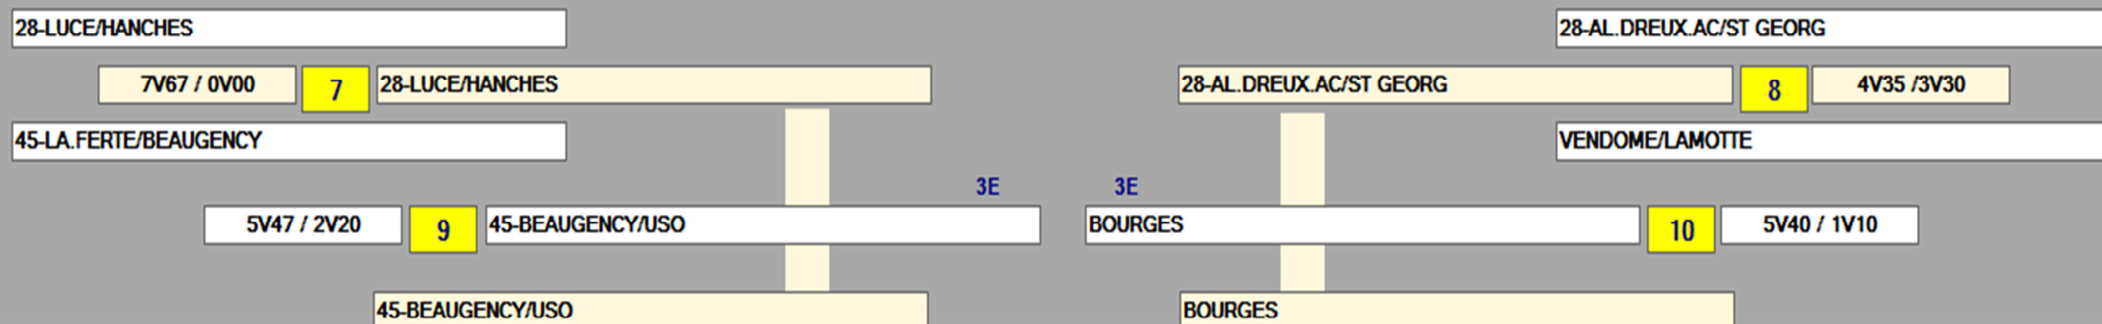 28-LUCE/HANCHES
28-AL.DREUX.AC/ST GEORG
7V67 / 0V00 7 28-LUCE/HANCHES
28-AL.DREUX.AC/ST GEORG 8 4V35 /3V30
45-LA.FERTE/BEAUGENCY
VENDOME/LAMOTTE
3E 3E
5V47 / 2V20 9 45-BEAUGENCY/USO
BOURGES 10 5V40 / 1V10
45-BEAUGENCY/USO
BOURGES